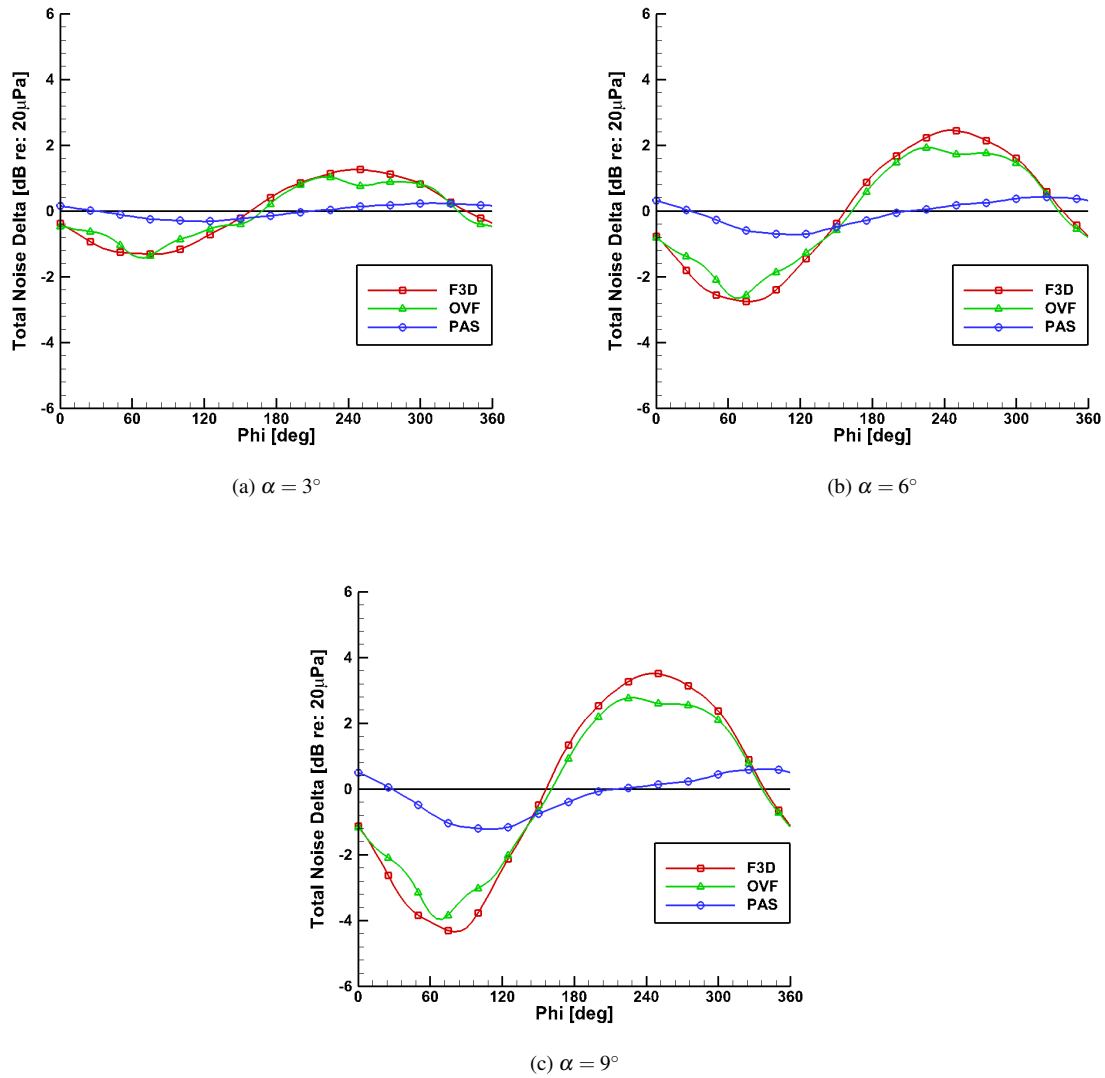 Total Noise Delta [dB re: 20μPa]
6
4
2
0
-2
-4
-6
F3D
OVF
PAS
0 60 120 180 240 300 360
Phi [deg]
(a) α = 3°
Total Noise Delta [dB re: 20μPa]
6
4
2
0
-2
-4
-6
F3D
OVF
PAS
0 60 120 180 240 300 360
Phi [deg]
(b) α = 6°
Total Noise Delta [dB re: 20μPa]
6
4
2
0
-2
-4
-6
F3D
OVF
PAS
0 60 120 180 240 300 360
Phi [deg]
(c) α = 9°